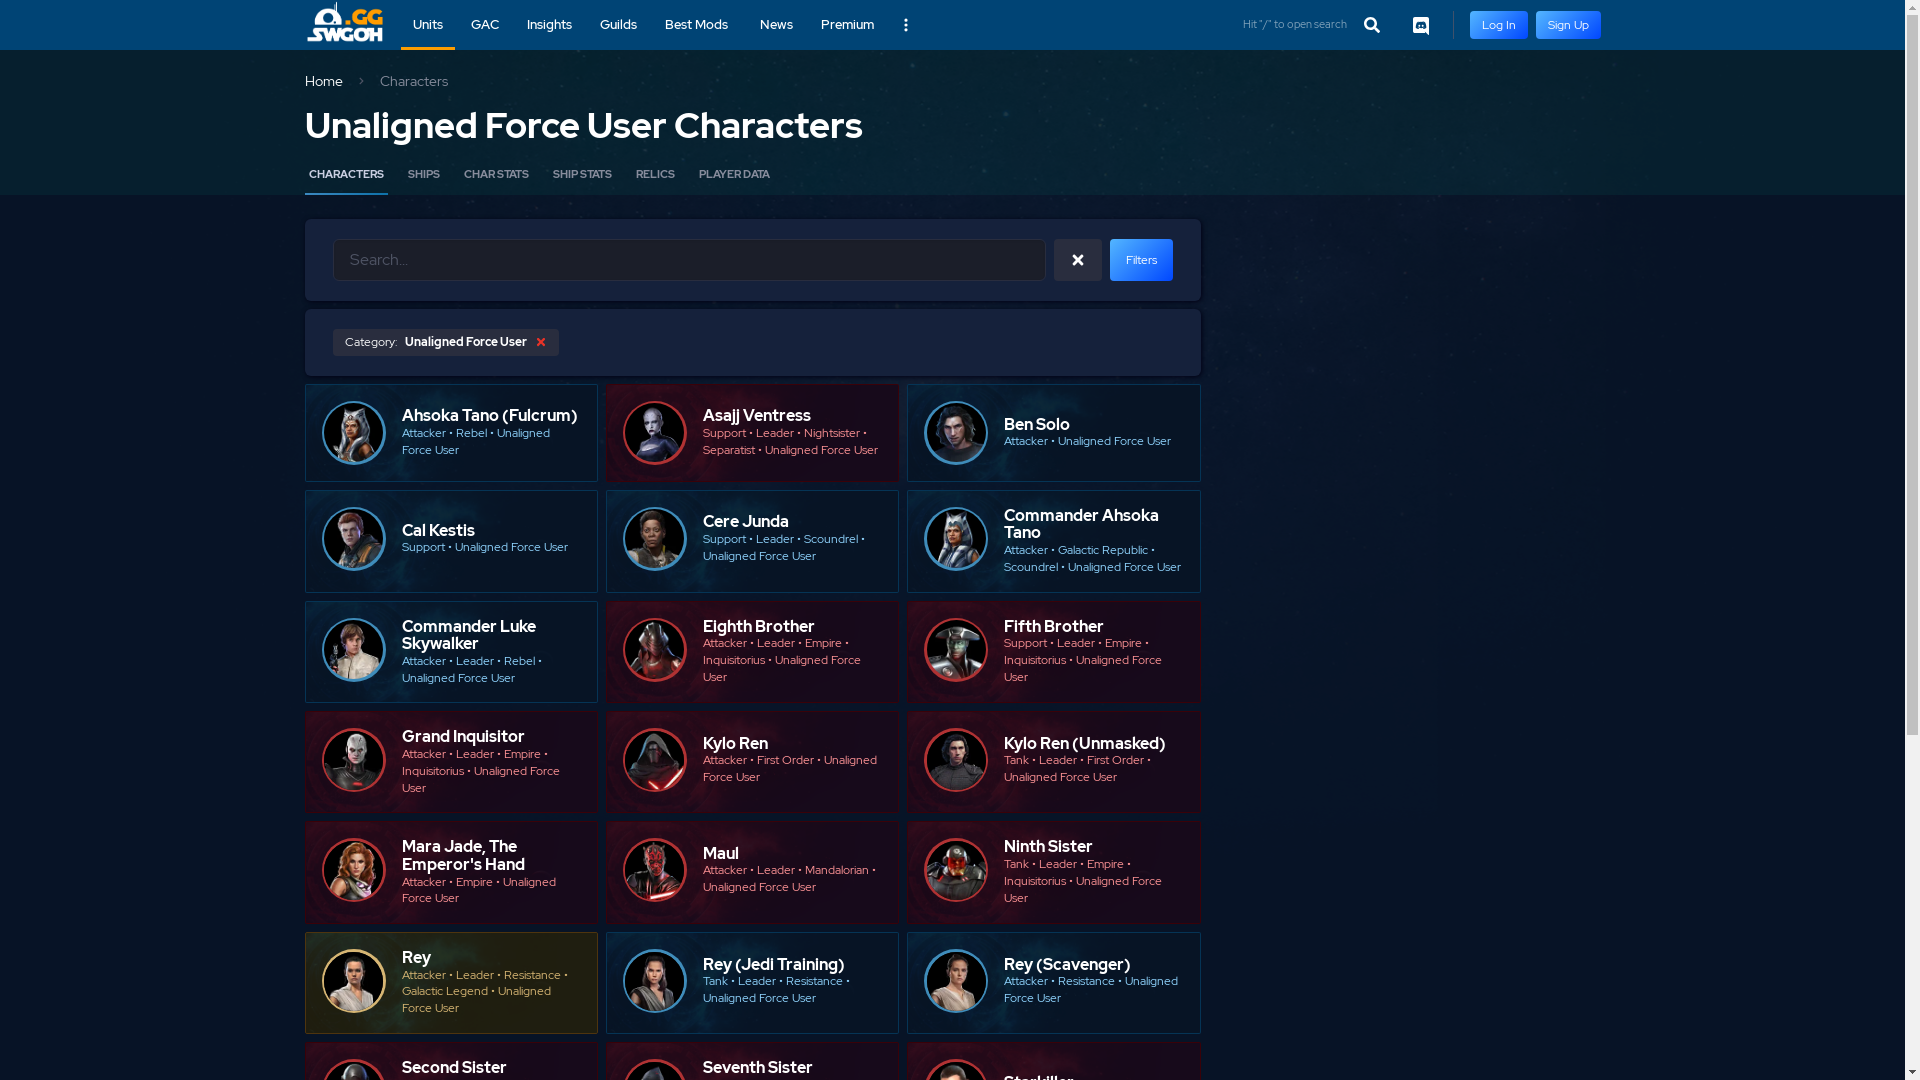 .GG
SWGOH
Units
GAC
Insights
Guilds
Best Mods
News
Premium
Hit "/" to open search
Log In
Sign Up
Home
Characters
Unaligned Force User Characters
CHARACTERS
SHIPS
CHAR STATS
SHIP STATS
RELICS
PLAYER DATA
Search...
Filters
Category: Unaligned Force User
Ahsoka Tano (Fulcrum)
Attacker • Rebel • Unaligned
Force User
Asajj Ventress
Support • Leader • Nightsister •
Separatist • Unaligned Force User
Ben Solo
Attacker • Unaligned Force User
Cal Kestis
Support • Unaligned Force User
Cere Junda
Support • Leader • Scoundrel •
Unaligned Force User
Commander Ahsoka
Tano
Attacker • Galactic Republic •
Scoundrel • Unaligned Force User
Commander Luke
Skywalker
Attacker • Leader • Rebel •
Unaligned Force User
Eighth Brother
Attacker • Leader • Empire •
Inquisitorius • Unaligned Force
User
Fifth Brother
Support • Leader • Empire •
Inquisitorius • Unaligned Force
User
Grand Inquisitor
Attacker • Leader • Empire •
Inquisitorius • Unaligned Force
User
Kylo Ren
Attacker • First Order • Unaligned
Force User
Kylo Ren (Unmasked)
Tank • Leader • First Order •
Unaligned Force User
Mara Jade, The
Emperor's Hand
Attacker • Empire • Unaligned
Force User
Maul
Attacker • Leader • Mandalorian •
Unaligned Force User
Ninth Sister
Tank • Leader • Empire •
Inquisitorius • Unaligned Force
User
Rey
Attacker • Leader • Resistance •
Galactic Legend • Unaligned
Force User
Rey (Jedi Training)
Tank • Leader • Resistance •
Unaligned Force User
Rey (Scavenger)
Attacker • Resistance • Unaligned
Force User
Second Sister
Seventh Sister
Starkiller